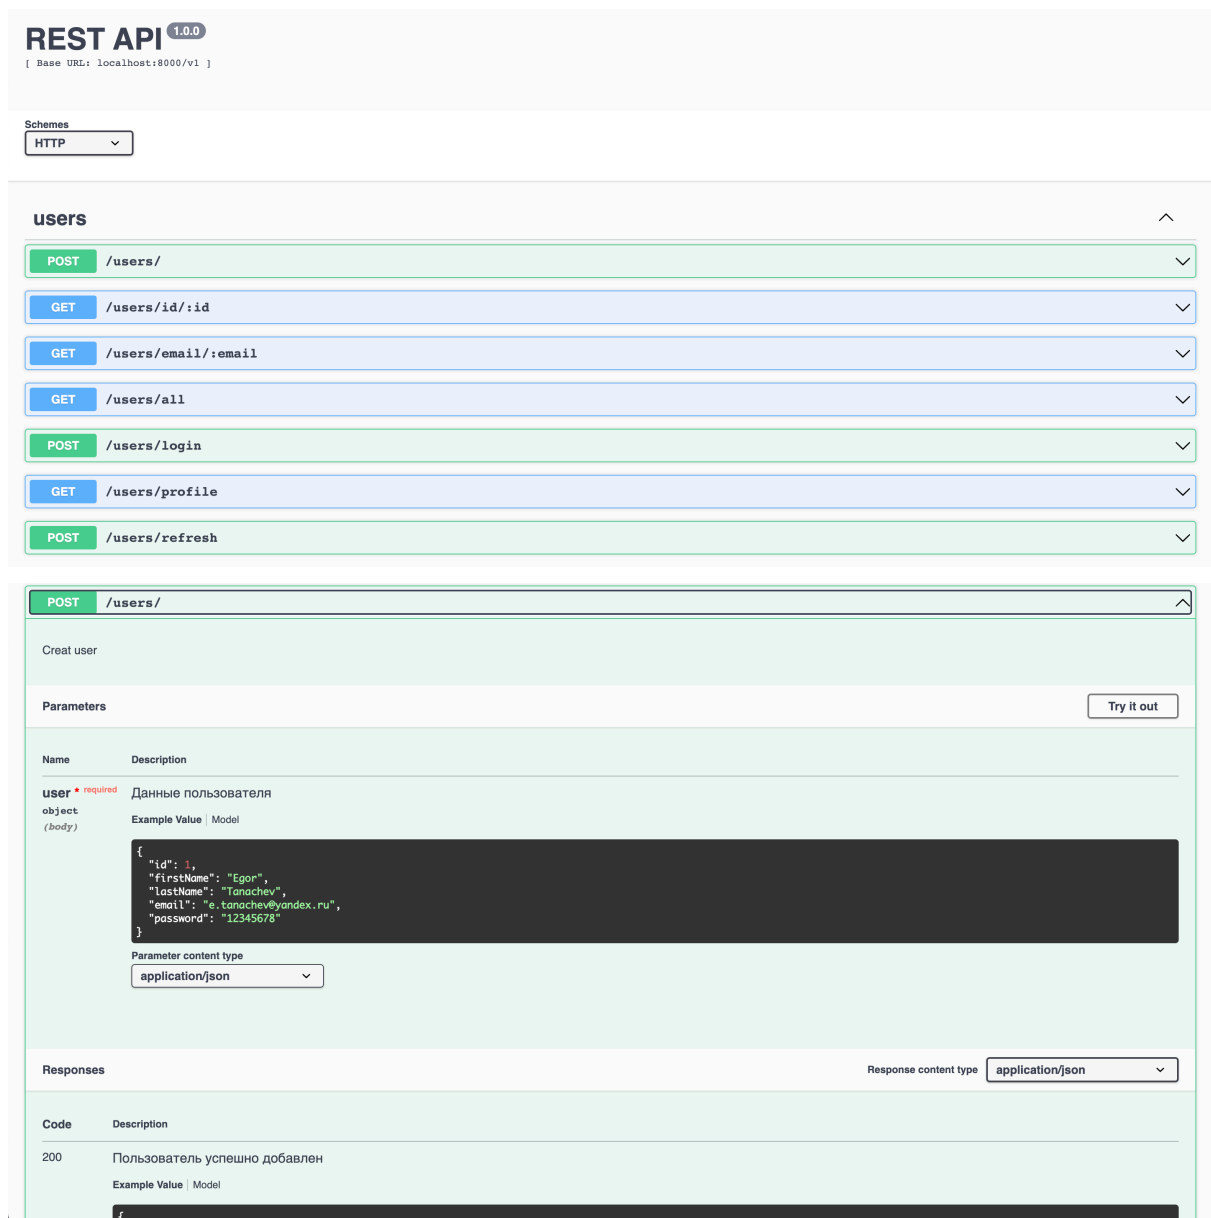 REST API 1.0.0
[ Base URL: localhost:8000/v1 ]
Schemes
HTTP
users
POST /users/
GET /users/id/:id
GET /users/email/:email
GET /users/all
POST /users/login
GET /users/profile
POST /users/refresh
POST /users/
Creat user
Parameters Try it out
Name Description
user * required Данные пользователя
object
(body)
Example Value Model
{
"id": 1,
"firstName": "Egor",
"lastName": "Tanachev",
"email": "e.tanachev@yandex.ru",
"password": "12345678"
}
Parameter content type
application/json
Responses Response content type application/json
Code Description
200 Пользователь успешно добавлен
Example Value Model
{